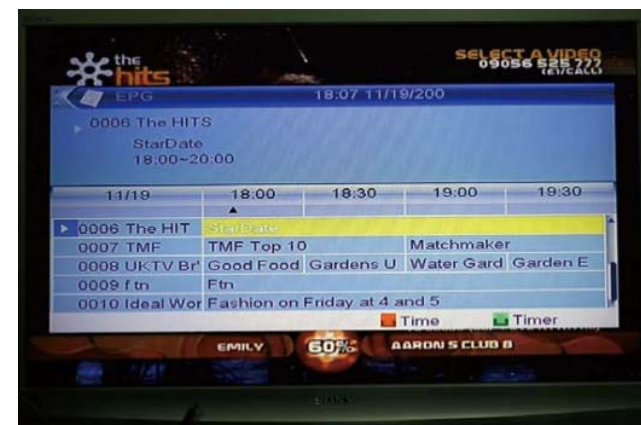 the
hits
SELECT A VIDEO
09056 525 777
(£1/CALL)
EPG 18:07 11/19/200
0006 The HITS
StarDate
18:00~20:00
11/19 18:00 18:30 19:00 19:30
0006 The HIT StarDate
0007 TMF TMF Top 10 Matchmaker
0008 UKTV Br' Good Food Gardens U Water Gard Garden E
0009 f tn Ftn
0010 Ideal Wor Fashion on Friday at 4 and 5
Time Timer
EMILY 60% AARON S CLUB 8
SONY